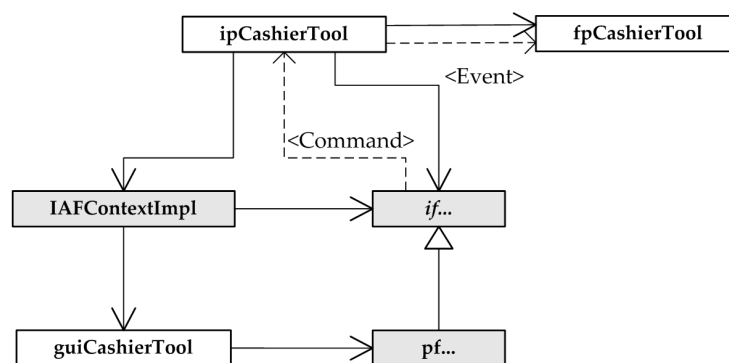 ipCashierTool
fpCashierTool
<Event>
<Command>
IAFContextImpl
if...
guiCashierTool
pf...